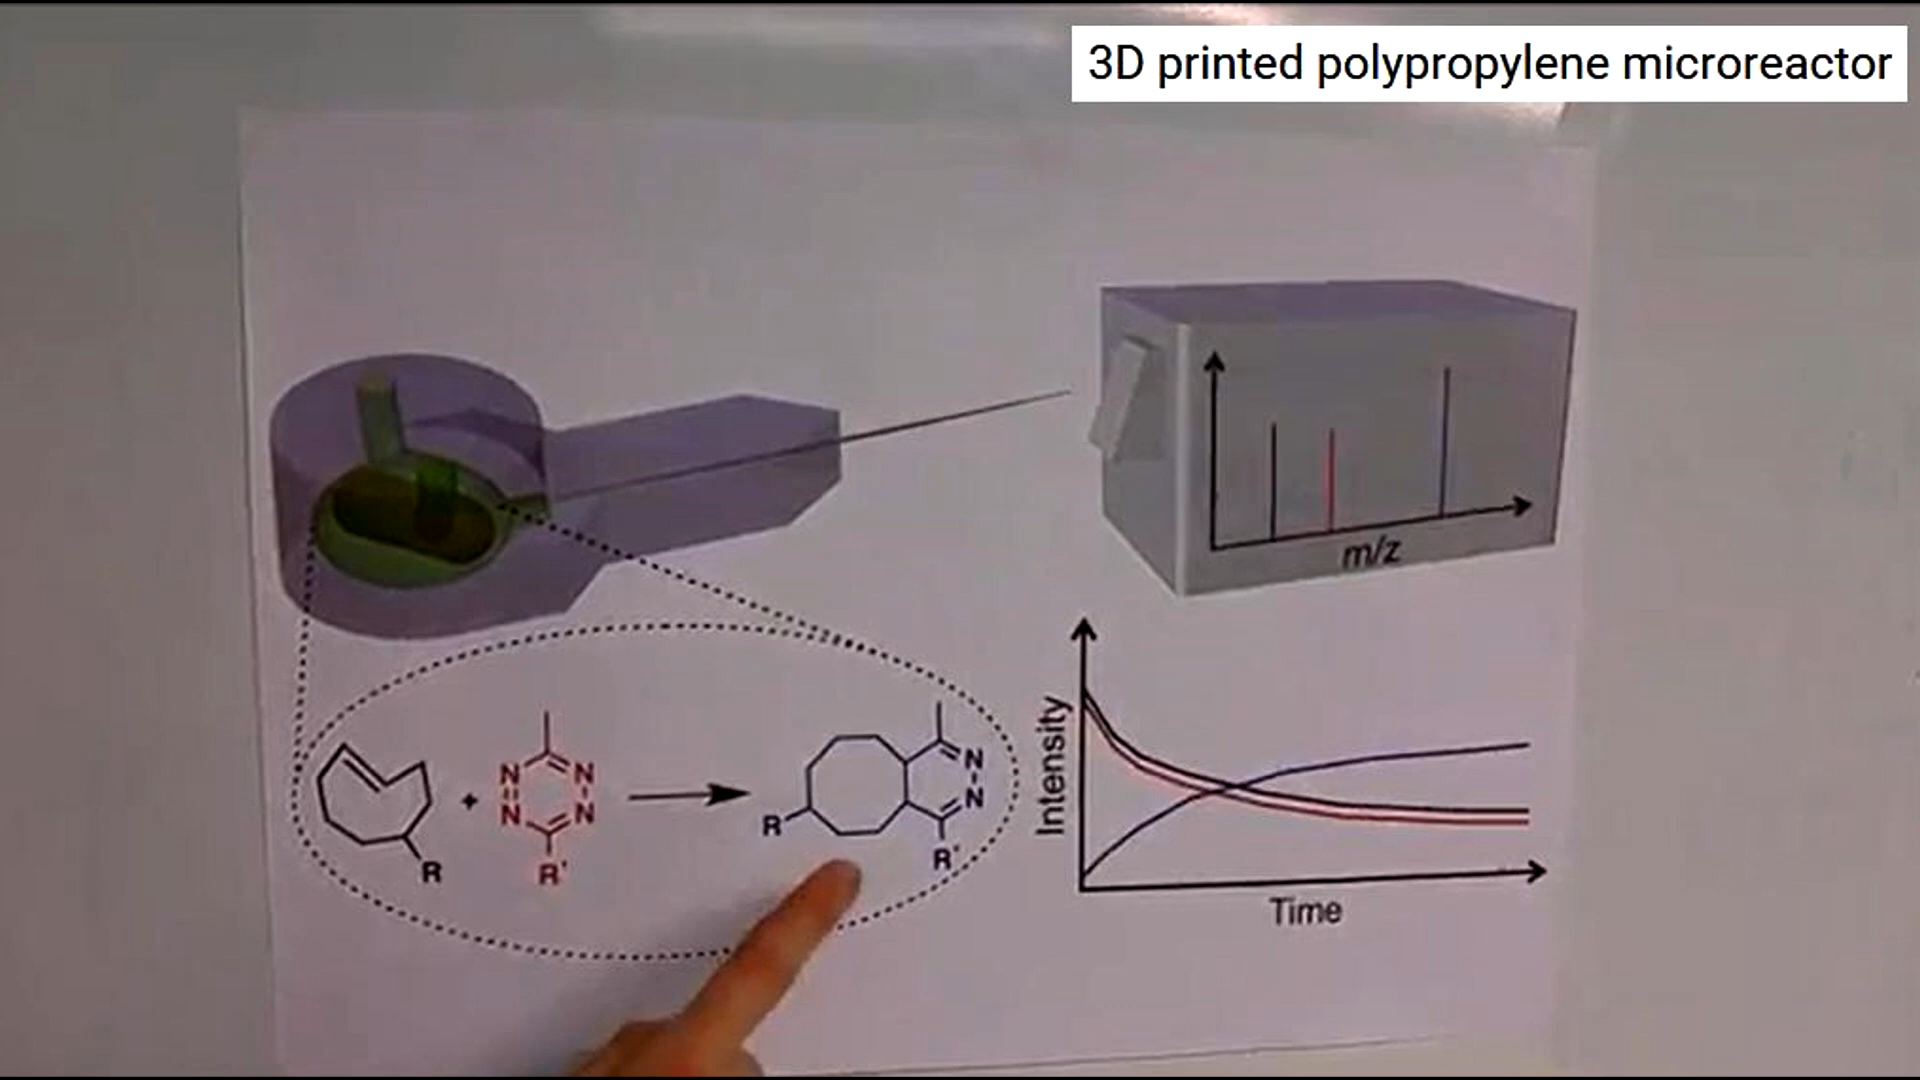 3D printed polypropylene microreactor
m/z
Intensity
Time
R
+
N
N
N
N
R'
R
N
N
R'